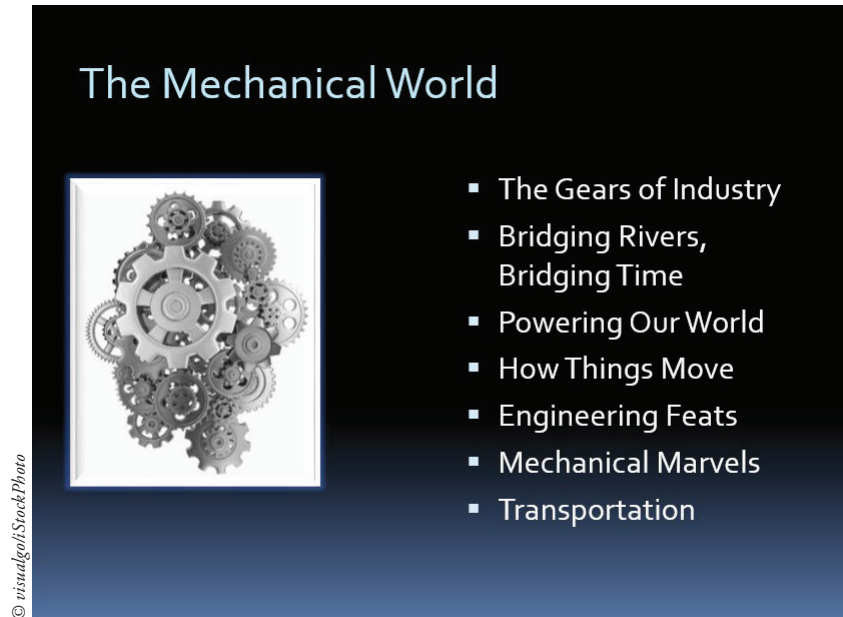 The Mechanical World
▪ The Gears of Industry
▪ Bridging Rivers,
Bridging Time
▪ Powering Our World
▪ How Things Move
▪ Engineering Feats
▪ Mechanical Marvels
▪ Transportation
© visualgo/iStockPhoto